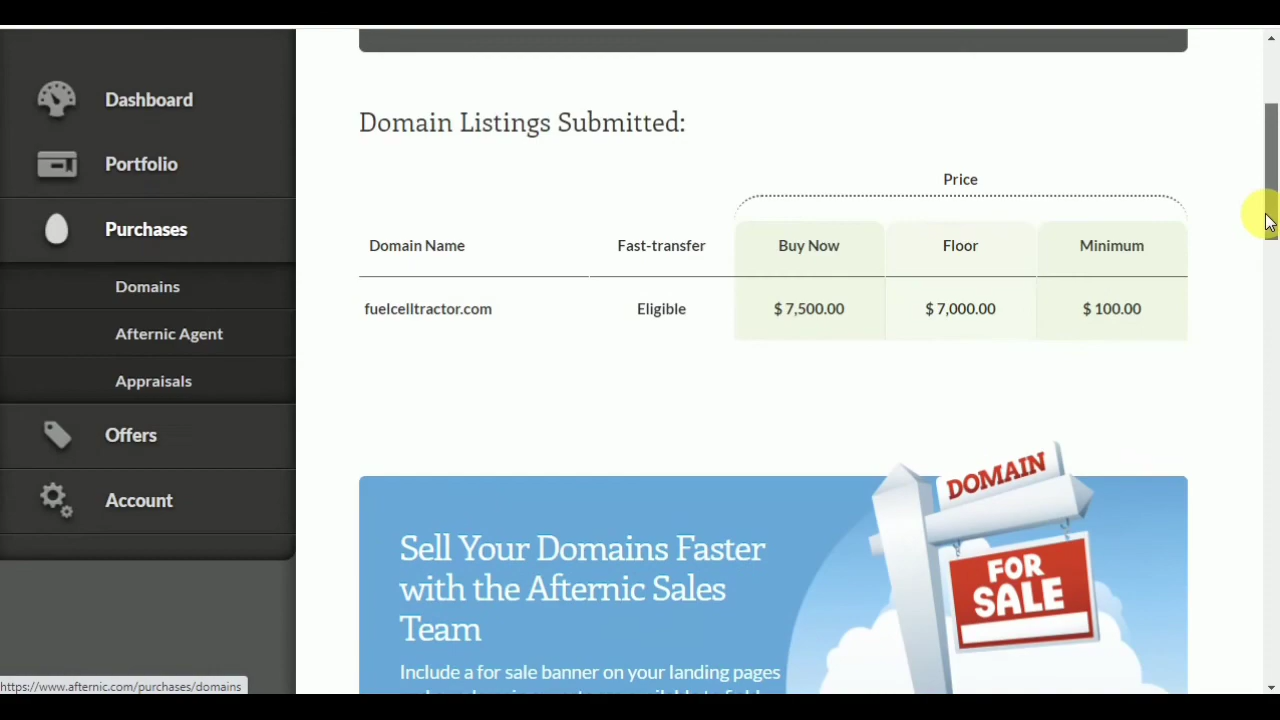 Dashboard
Portfolio
Purchases
Domains
Afternic Agent
Appraisals
Offers
Account
Domain Listings Submitted:
Price
Domain Name Fast-transfer Buy Now Floor Minimum
fuelcelltractor.com Eligible $ 7,500.00 $ 7,000.00 $ 100.00
Sell Your Domains Faster
with the Afternic Sales
Team
Include a for sale banner on your landing pages
DOMAIN
FOR
SALE
https://www.afternic.com/purchases/domains